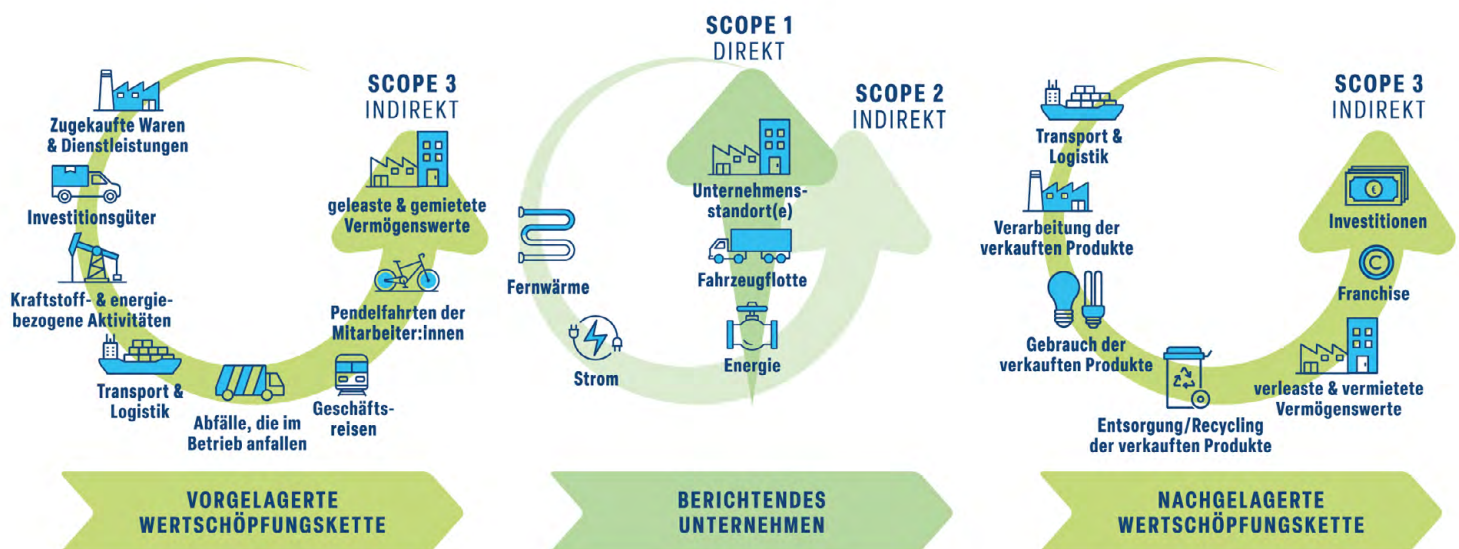 SCOPE 3
INDIREKT
Zugekaufte Waren
& Dienstleistungen
Investitionsgüter
Kraftstoff- & energie-
bezogene Aktivitäten
Transport &
Logistik
Abfälle, die im
Betrieb anfallen
Geschäfts-
reisen
Pendelfahrten der
Mitarbeiter:innen
geleaste & gemietete
Vermögenswerte
VORGELAGERTE
WERTSCHÖPFUNGSKETTE
SCOPE 1
DIREKT
SCOPE 2
INDIREKT
Unternehmens-
standort(e)
Fahrzeugflotte
Energie
Fernwärme
Strom
BERICHTENDES
UNTERNEHMEN
SCOPE 3
INDIREKT
Transport &
Logistik
Verarbeitung der
verkauften Produkte
Gebrauch der
verkauften Produkte
Entsorgung/Recycling
der verkauften Produkte
verleaste & vermietete
Vermögenswerte
C
Franchise
€
Investitionen
NACHGELAGERTE
WERTSCHÖPFUNGSKETTE